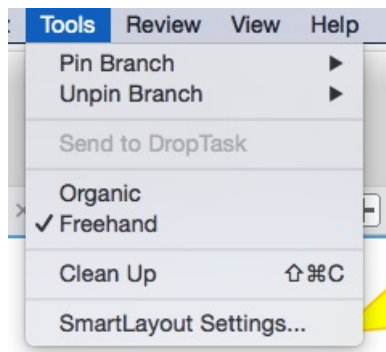 Tools Review View Help
Pin Branch ▶
Unpin Branch ▶
Send to DropTask
Organic
✓ Freehand
Clean Up ⇧⌘C
SmartLayout Settings...